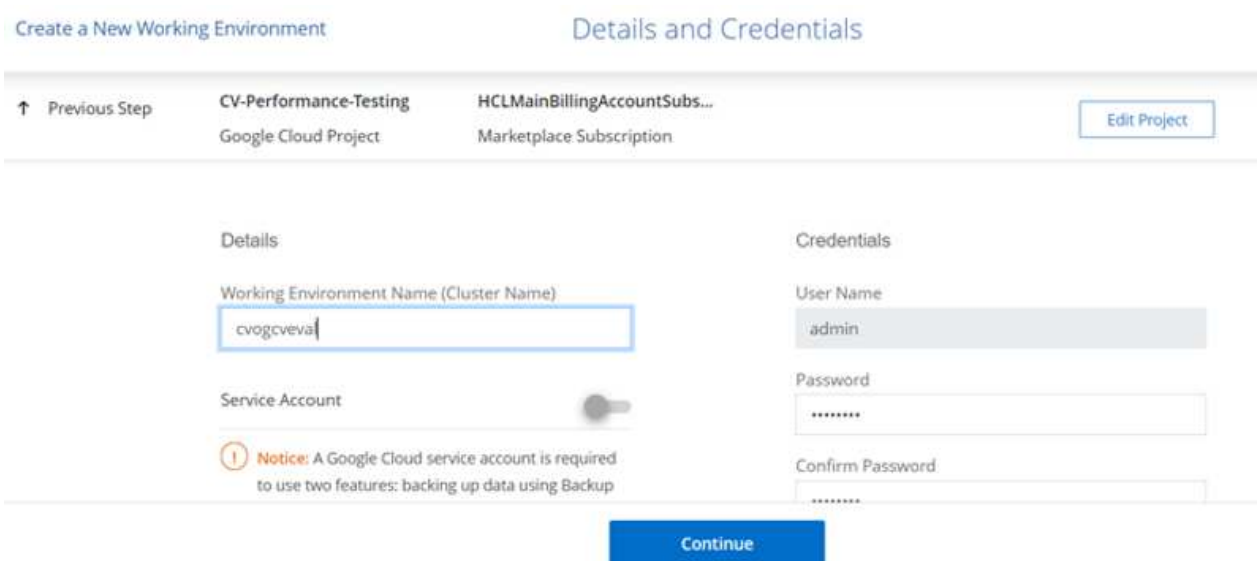 Create a New Working Environment
Details and Credentials
↑ Previous Step
CV-Performance-Testing
Google Cloud Project
HCLMainBillingAccountSubs...
Marketplace Subscription
Edit Project
Details
Working Environment Name (Cluster Name)
cvogcveval
Service Account
Notice: A Google Cloud service account is required
to use two features: backing up data using Backup
Credentials
User Name
admin
Password
••••••••
Confirm Password
••••••••
Continue